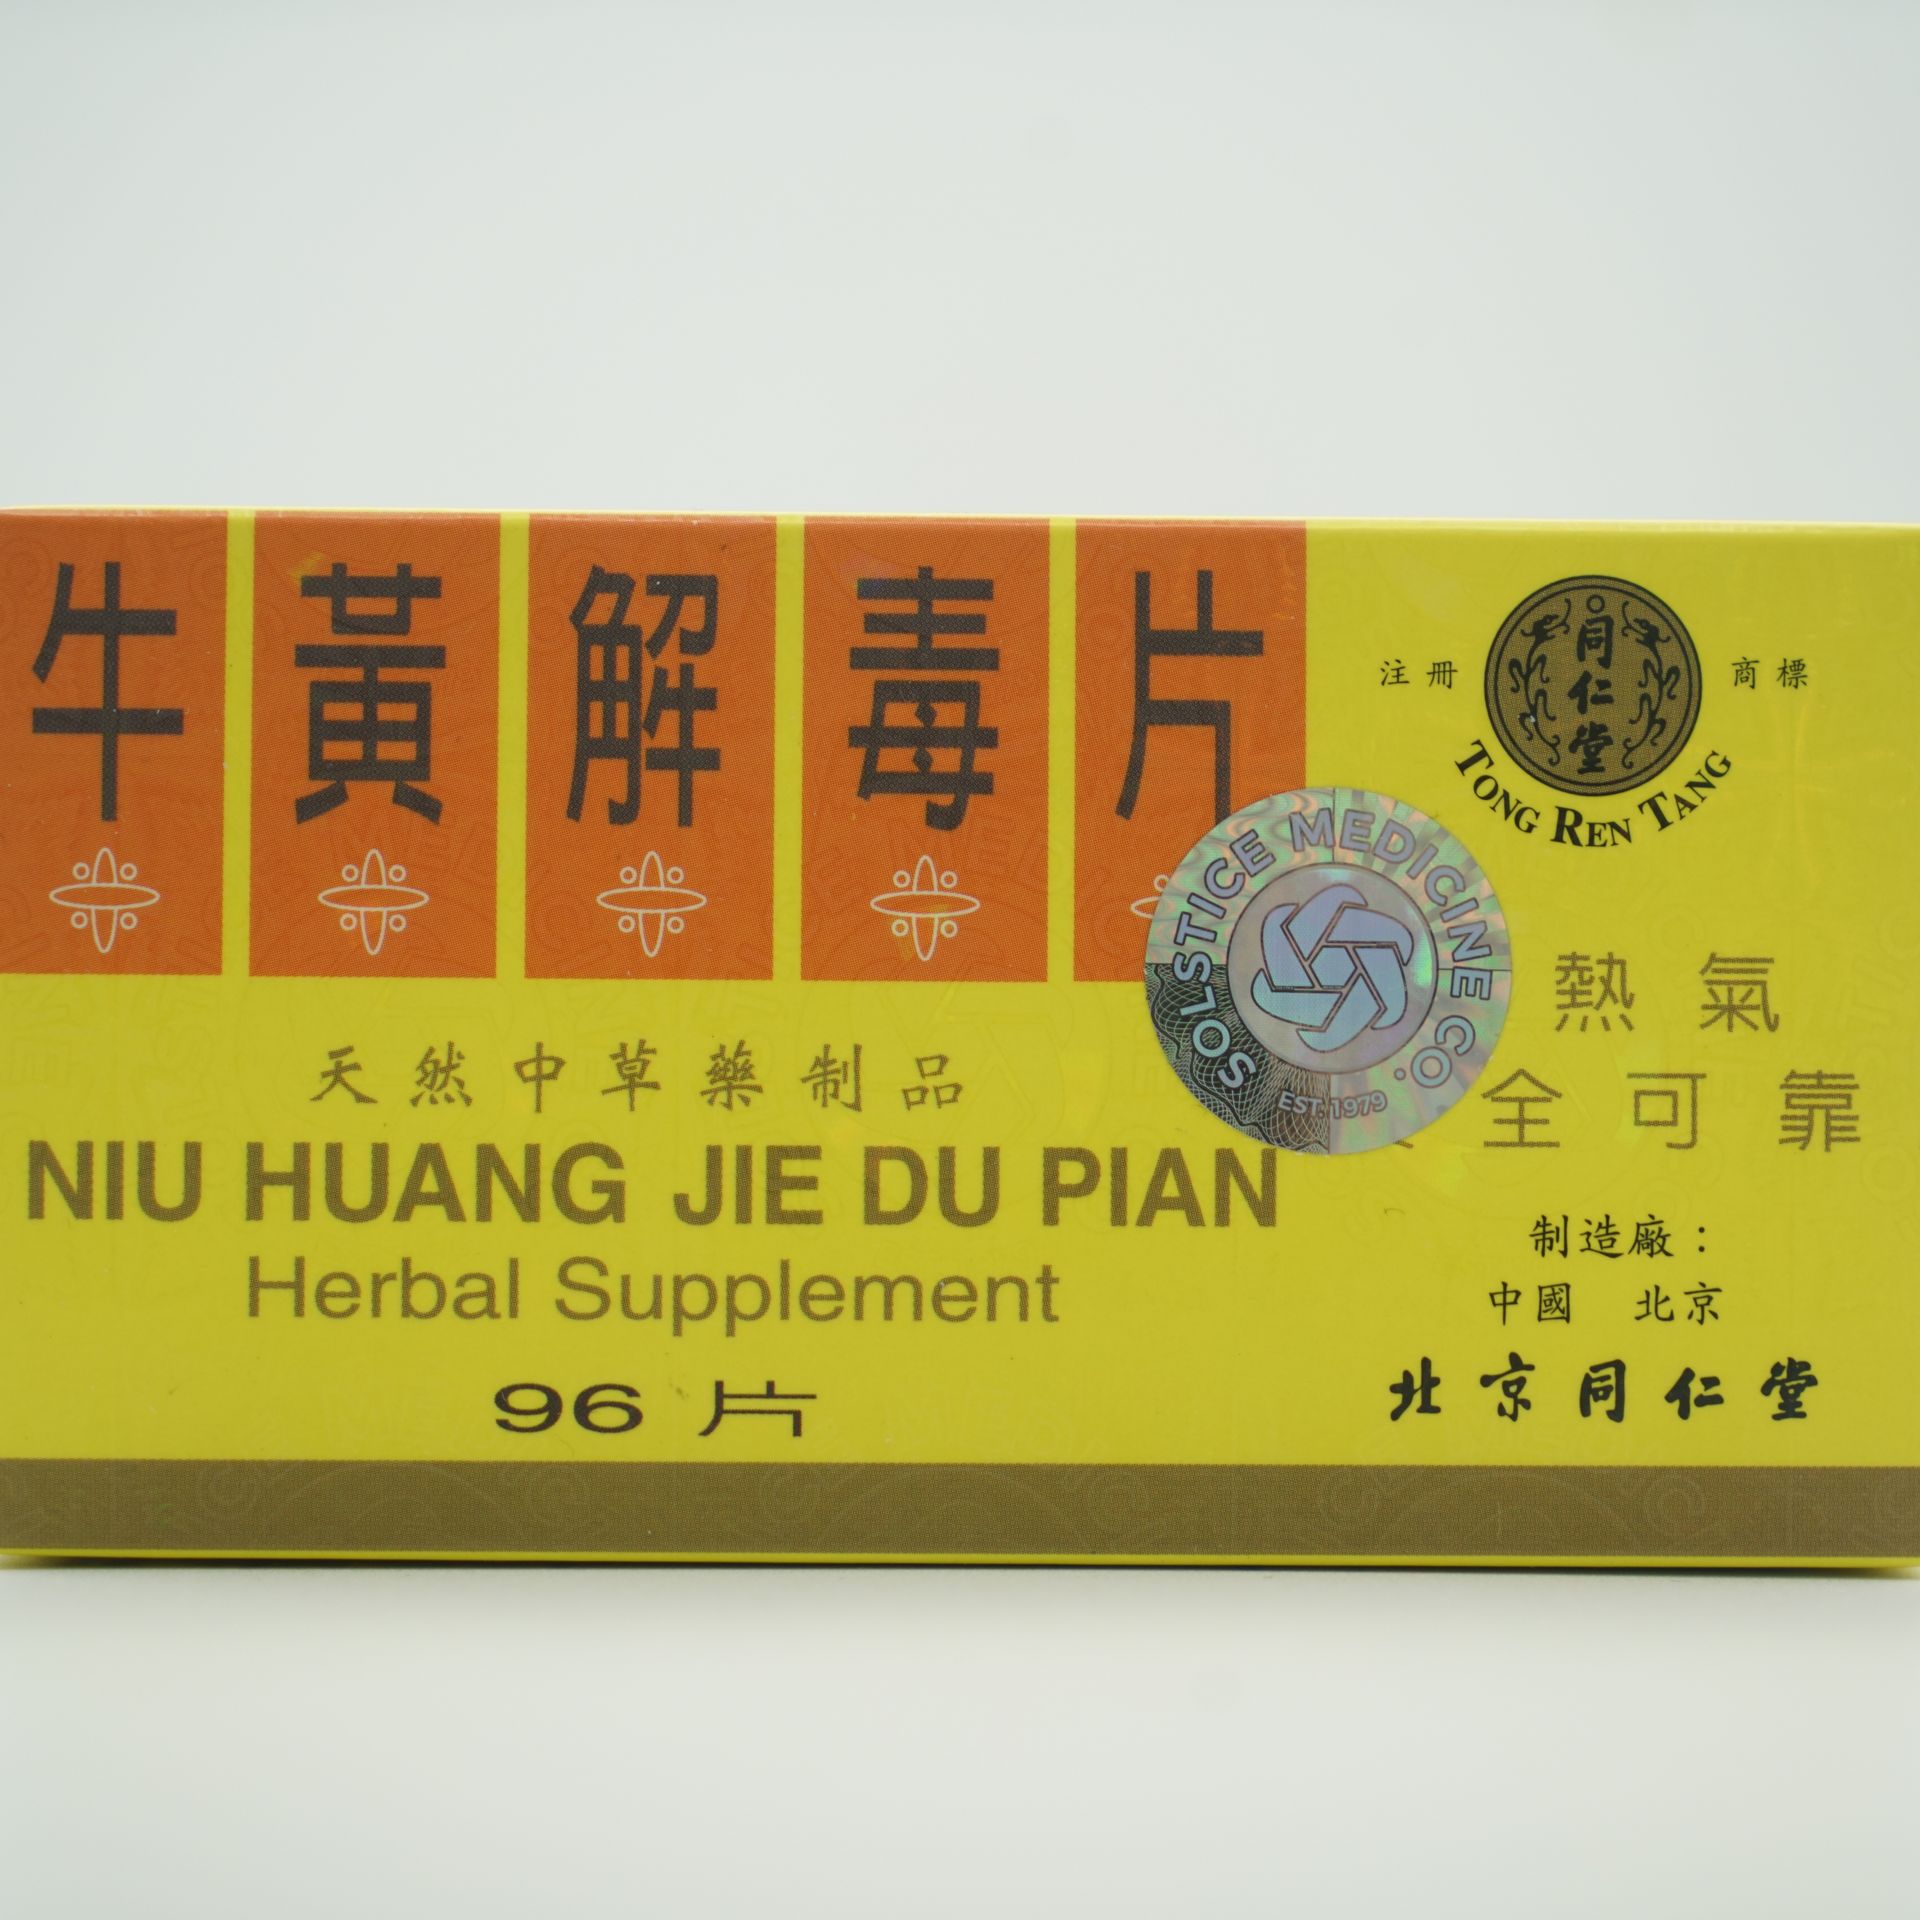 牛黃解毒片
注冊 商標
同仁堂
TONG REN TANG
SOLSTICE MEDICINE CO.
EST. 1979
熱氣
全可靠
天然中草藥制品
NIU HUANG JIE DU PIAN
Herbal Supplement
96 片
制造廠：
中國 北京
北京同仁堂